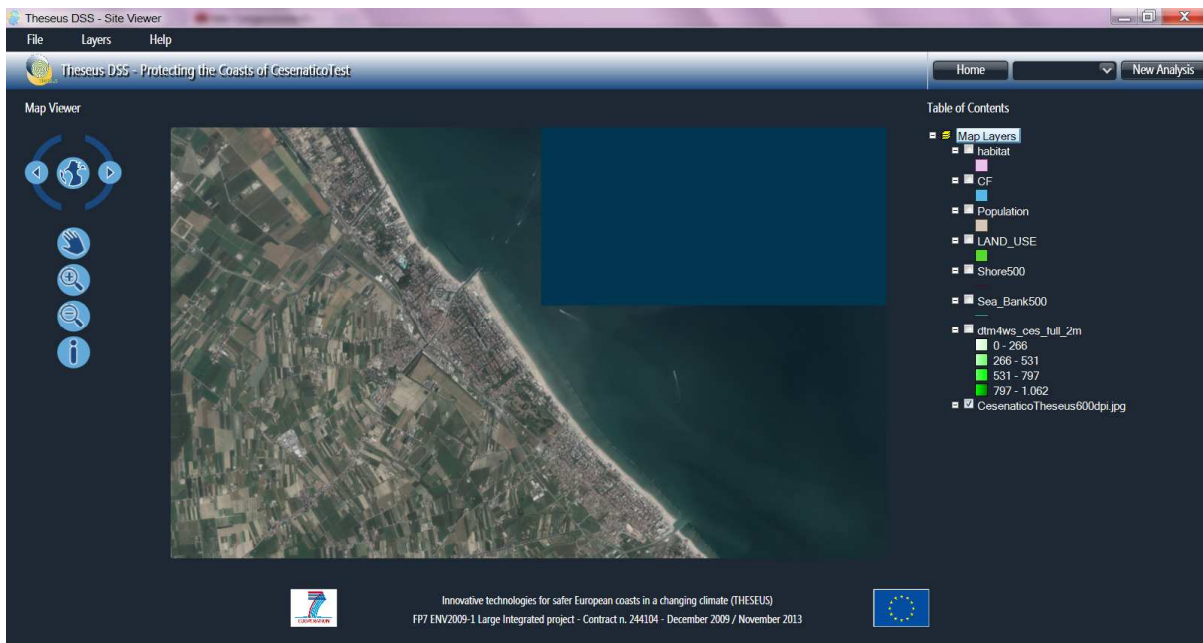 Theseus DSS - Site Viewer
File Layers Help
Theseus DSS - Protecting the Coasts of CesenaticoTest
Home New Analysis
Map Viewer
Table of Contents
Map Layers
habitat
CF
Population
LAND_USE
Shore500
Sea_Bank500
dtm4ws_ces_full_2m
0 - 266
266 - 531
531 - 797
797 - 1.062
CesenaticoTheseus600dpi.jpg
Innovative technologies for safer European coasts in a changing climate (THESEUS)
FP7 ENV2009-1 Large Integrated project - Contract n. 244104 - December 2009 / November 2013